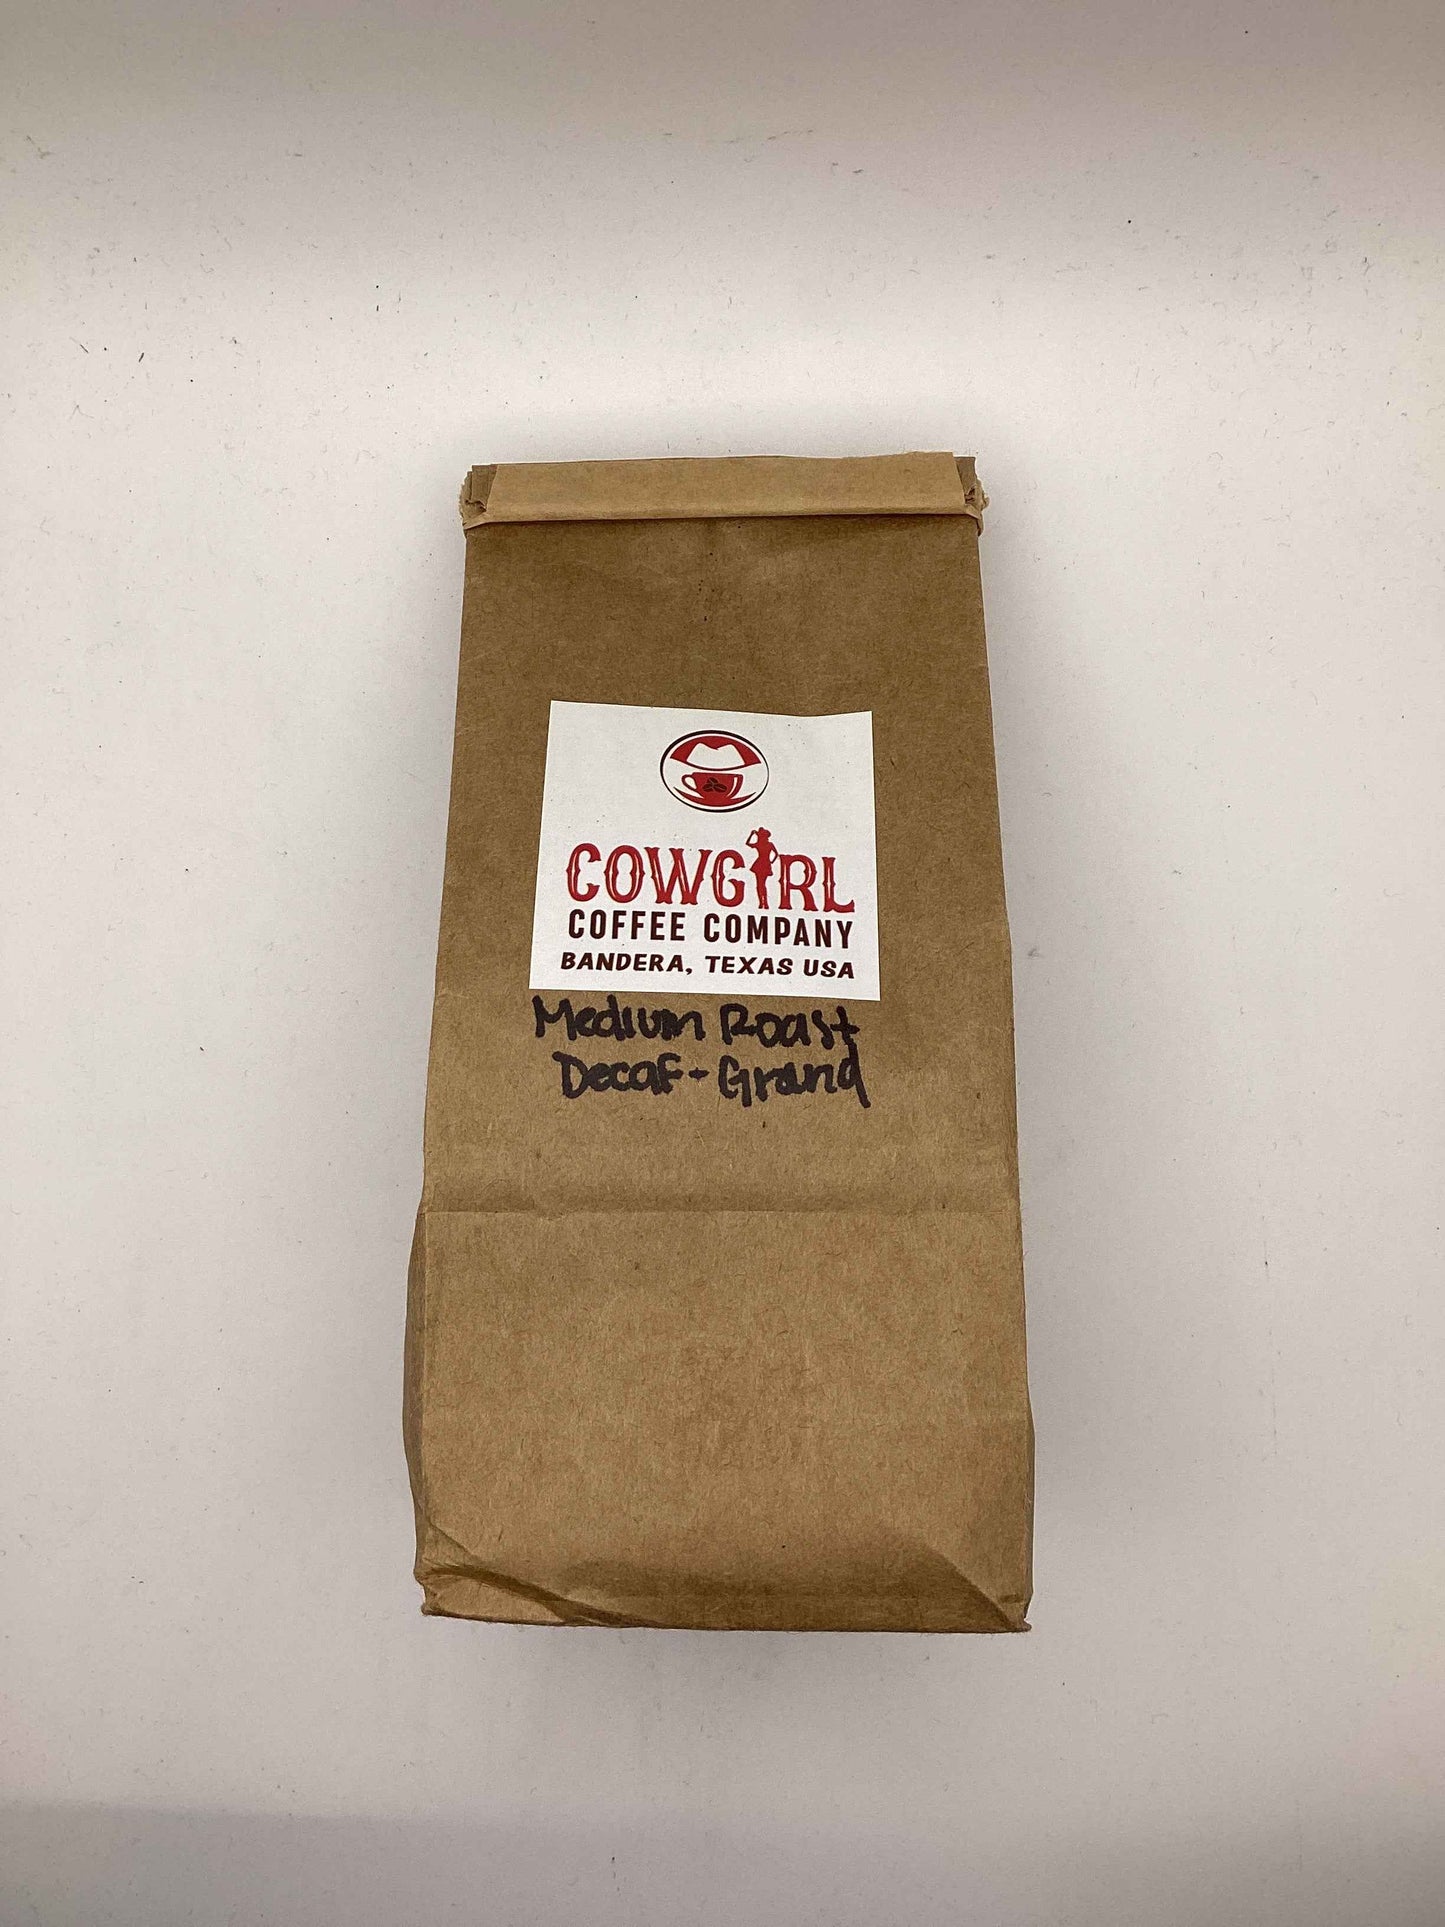 COWGIRL
COFFEE COMPANY
BANDERA, TEXAS USA
Medium Roast
Decaf - Grand